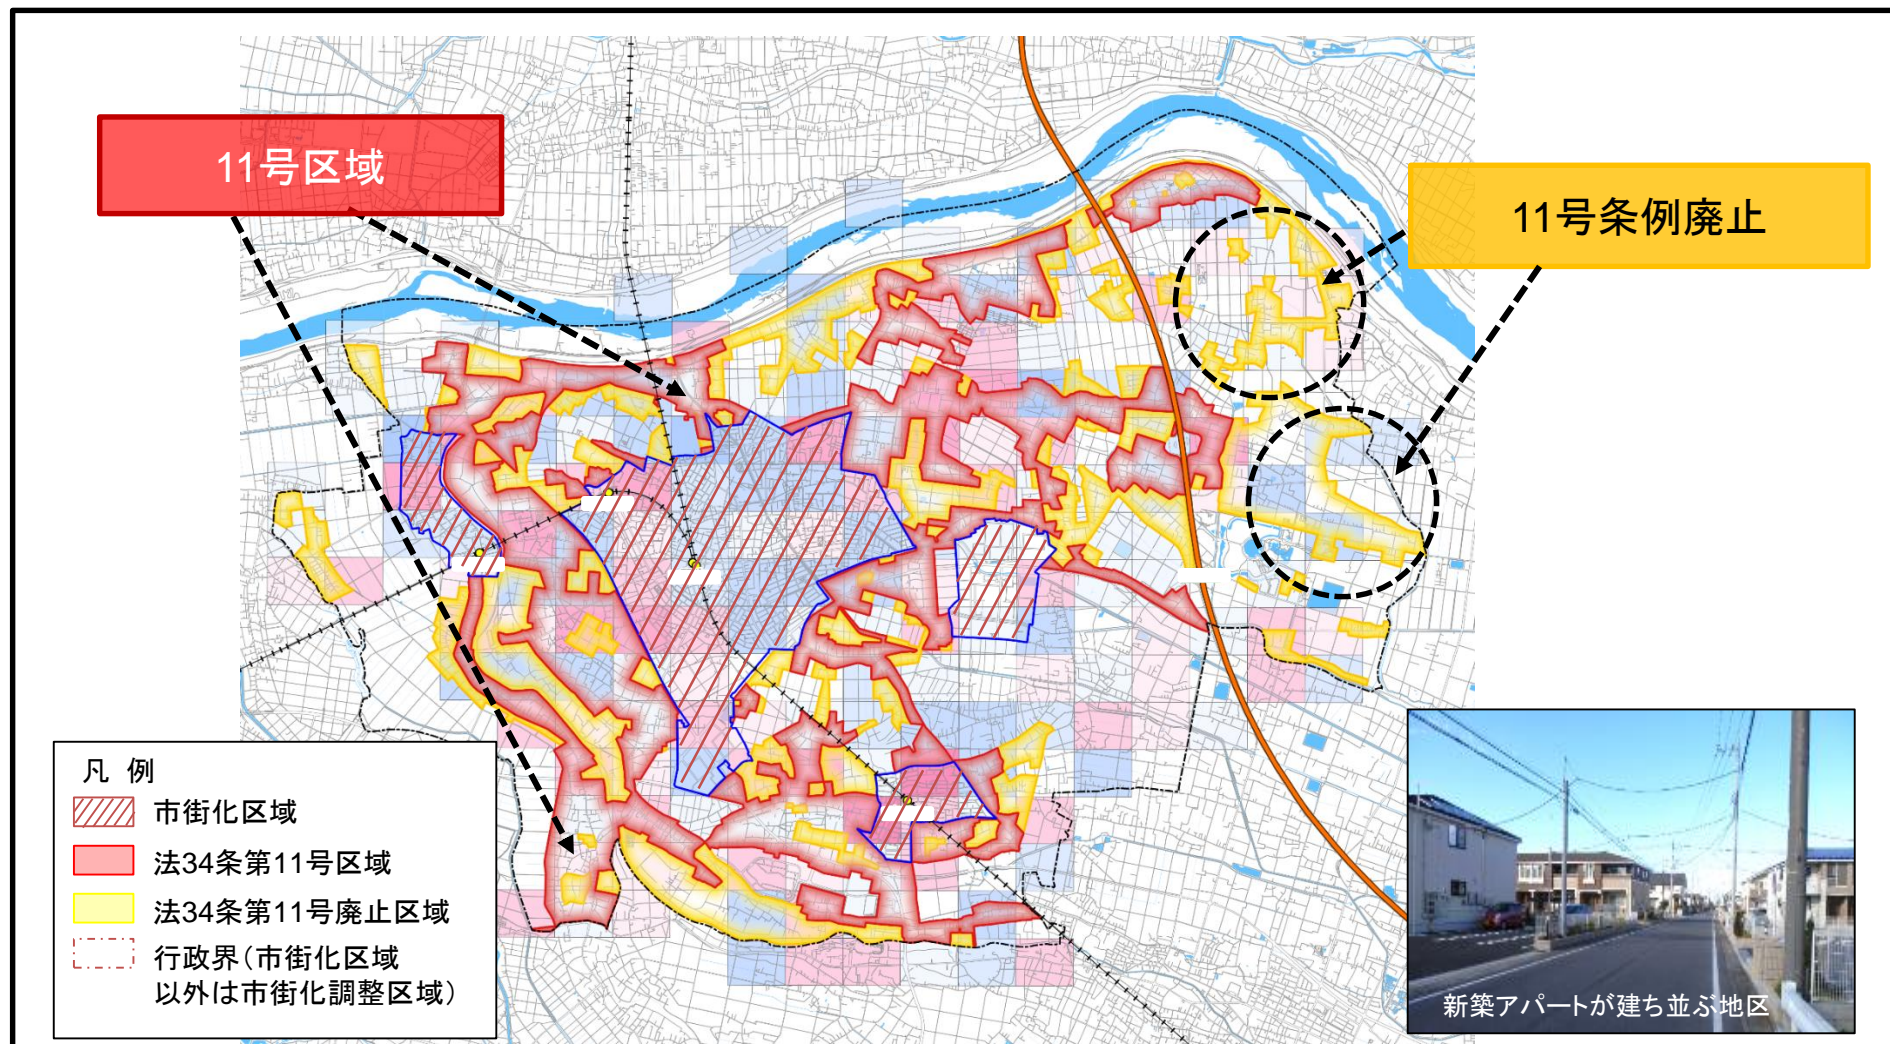 11号区域
11号条例廃止
凡 例
市街化区域
法34条第11号区域
法34条第11号廃止区域
行政界(市街化区域
以外は市街化調整区域)
新築アパートが建ち並ぶ地区